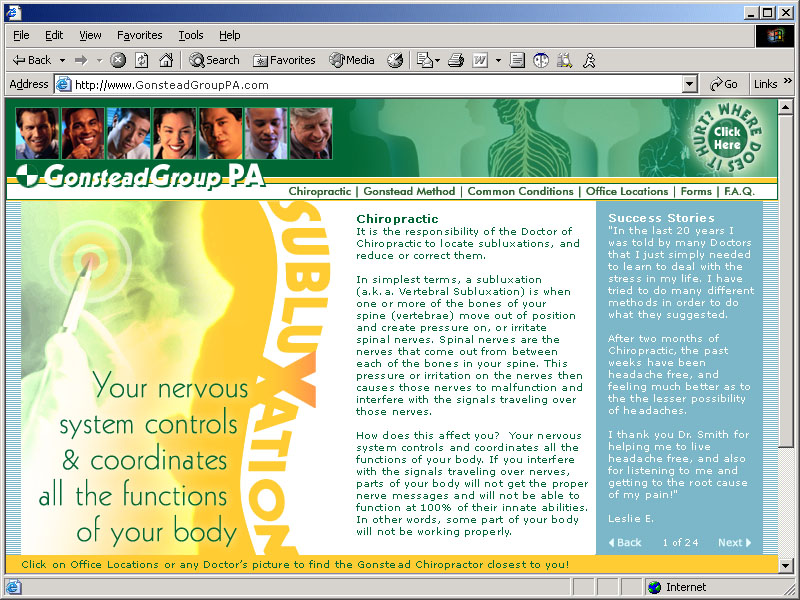 File Edit View Favorites Tools Help
Back Search Favorites Media
Address http://www.GonsteadGroupPA.com Go Links »
WHERE DOES IT HURT?
Click
Here
GonsteadGroup PA
Chiropractic | Gonstead Method | Common Conditions | Office Locations | Forms | F.A.Q.
SUBLUXATION
Your nervous
system controls
& coordinates
all the functions
of your body
Chiropractic
It is the responsibility of the Doctor of
Chiropractic to locate subluxations, and
reduce or correct them.
In simplest terms, a subluxation
(a.k.a. Vertebral Subluxation) is when
one or more of the bones of your
spine (vertebrae) move out of position
and create pressure on, or irritate
spinal nerves. Spinal nerves are the
nerves that come out from between
each of the bones in your spine. This
pressure or irritation on the nerves then
causes those nerves to malfunction and
interfere with the signals traveling over
those nerves.
How does this affect you? Your nervous
system controls and coordinates all the
functions of your body. If you interfere
with the signals traveling over nerves,
parts of your body will not get the proper
nerve messages and will not be able to
function at 100% of their innate abilities.
In other words, some part of your body
will not be working properly.
Success Stories
"In the last 20 years I
was told by many Doctors
that I just simply needed
to learn to deal with the
stress in my life. I have
tried to do many different
methods in order to do
what they suggested.
After two months of
Chiropractic, the past
weeks have been
headache free, and
feeling much better as to
the the lesser possibility
of headaches.
I thank you Dr. Smith for
helping me to live
headache free, and also
for listening to me and
getting to the root cause
of my pain!"
Leslie E.
Back 1 of 24 Next
Click on Office Locations or any Doctor's picture to find the Gonstead Chiropractor closest to you!
Internet